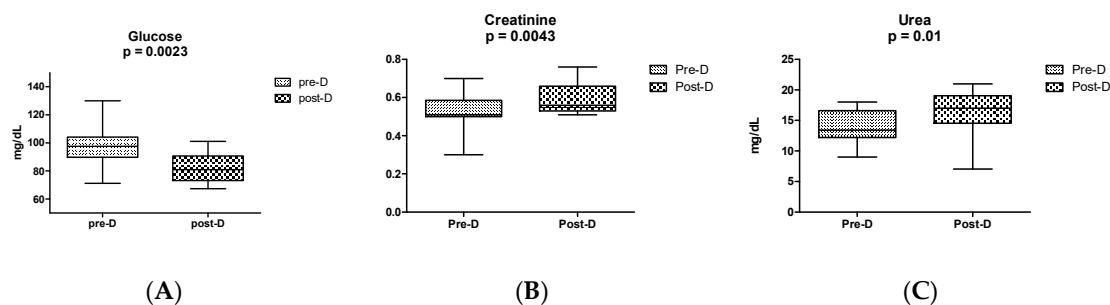 Glucose
p = 0.0023
mg/dL
140
120
100
80
60
pre-D
post-D
pre-D
post-D
(A)
Creatinine
p = 0.0043
0.8
0.6
0.4
0.2
0.0
Pre-D
Post-D
Pre-D
Post-D
(B)
Urea
p = 0.01
mg/dL
25
20
15
10
5
0
Pre-D
Post-D
Pre-D
Post-D
(C)